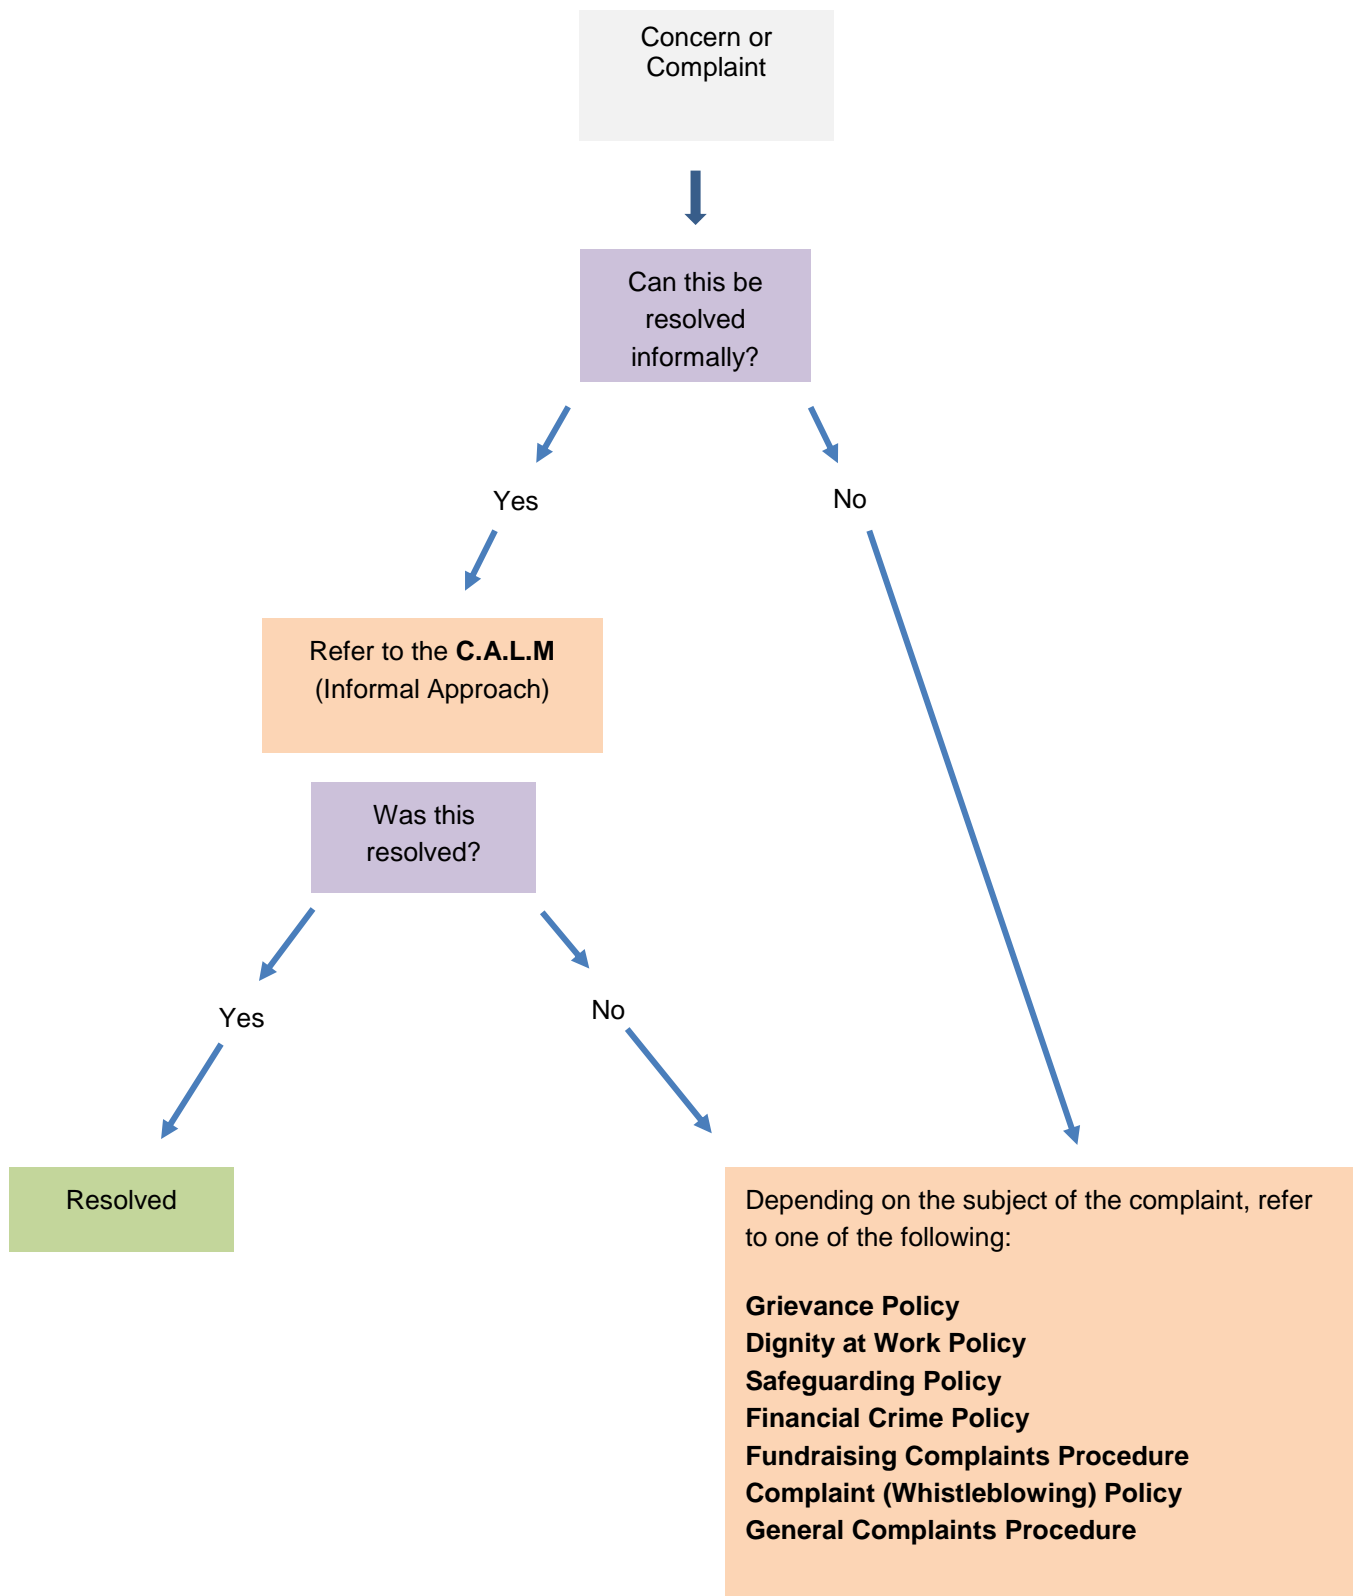 Concern or
Complaint
Can this be
resolved
informally?
Yes
No
Refer to the C.A.L.M
(Informal Approach)
Was this
resolved?
Yes
No
Resolved
Depending on the subject of the complaint, refer
to one of the following:
Grievance Policy
Dignity at Work Policy
Safeguarding Policy
Financial Crime Policy
Fundraising Complaints Procedure
Complaint (Whistleblowing) Policy
General Complaints Procedure